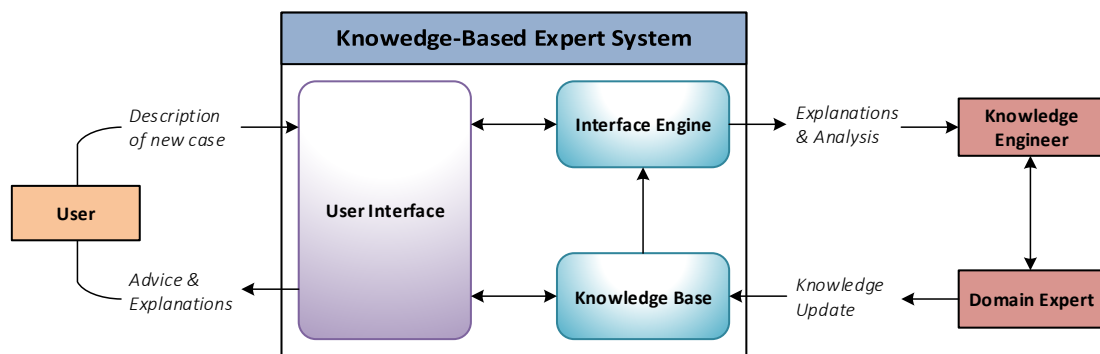 Knowedge-Based Expert System
Description
of new case
User
Advice &
Explanations
User Interface
Interface Engine
Knowledge Base
Explanations
& Analysis
Knowledge
Update
Knowledge
Engineer
Domain Expert